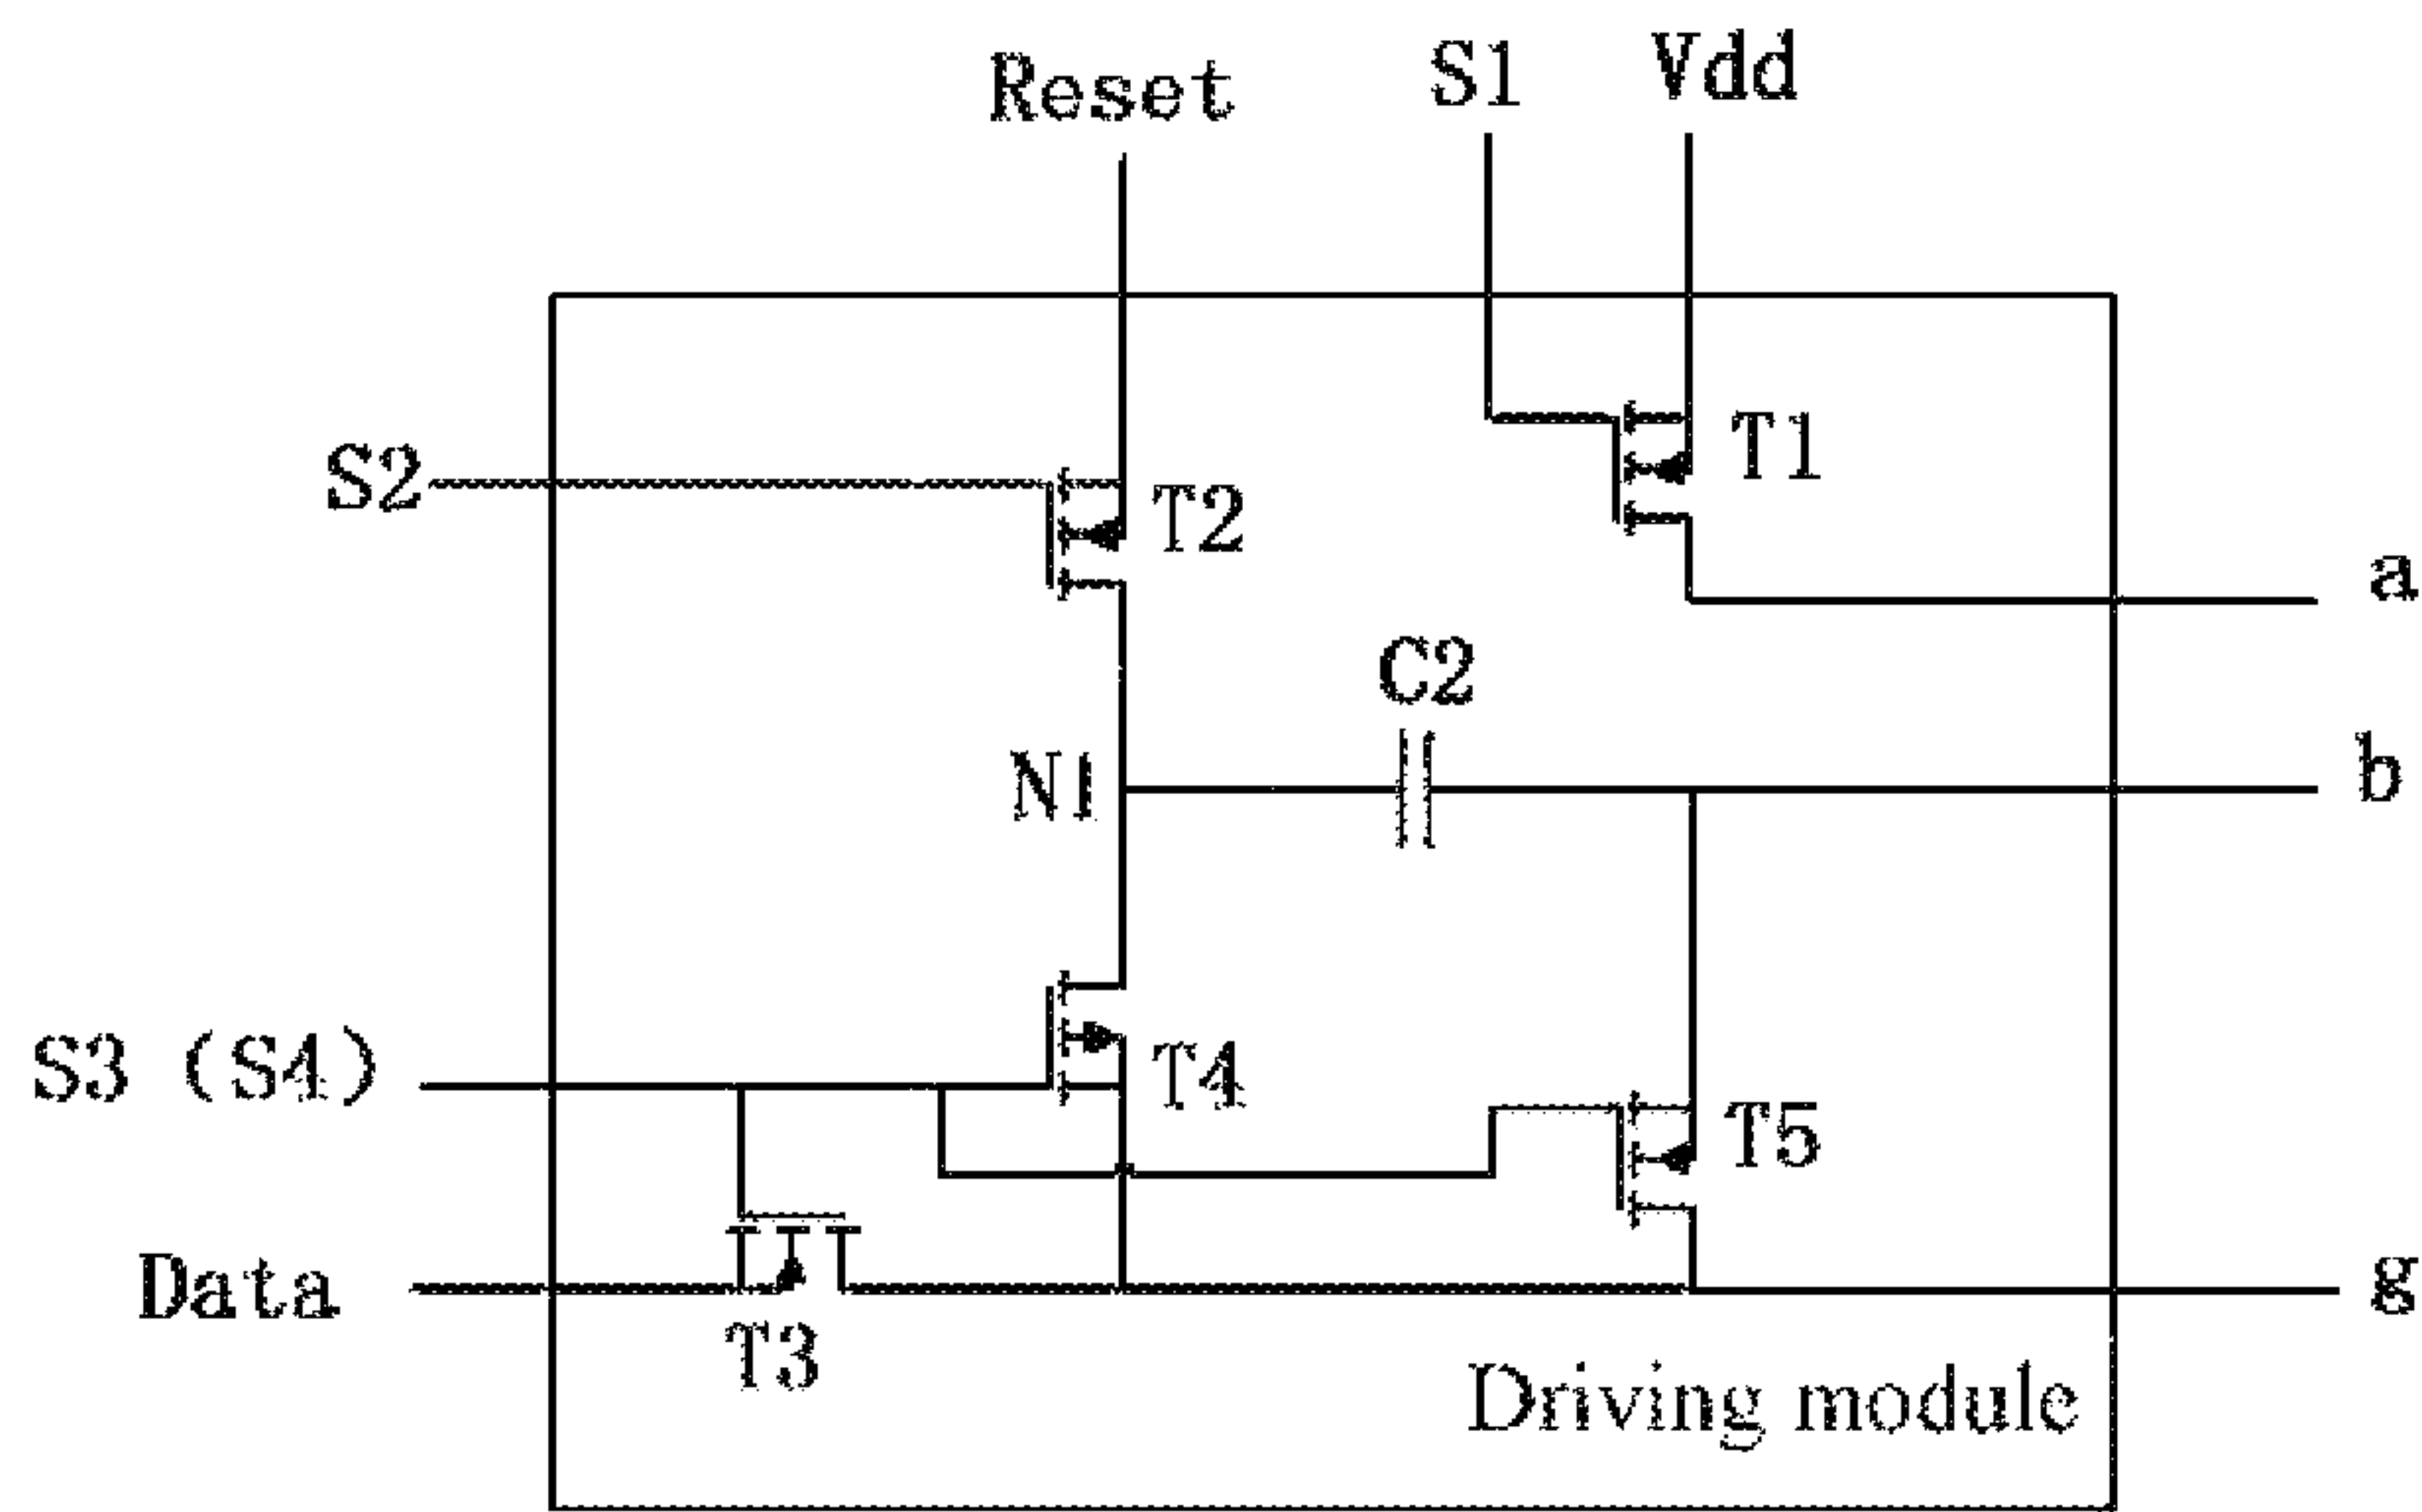 Reset
S1
Vdd
S2
T2
T1
a
C2
N1
b
S3 (S4)
T4
T5
Data
T3
g
Driving module